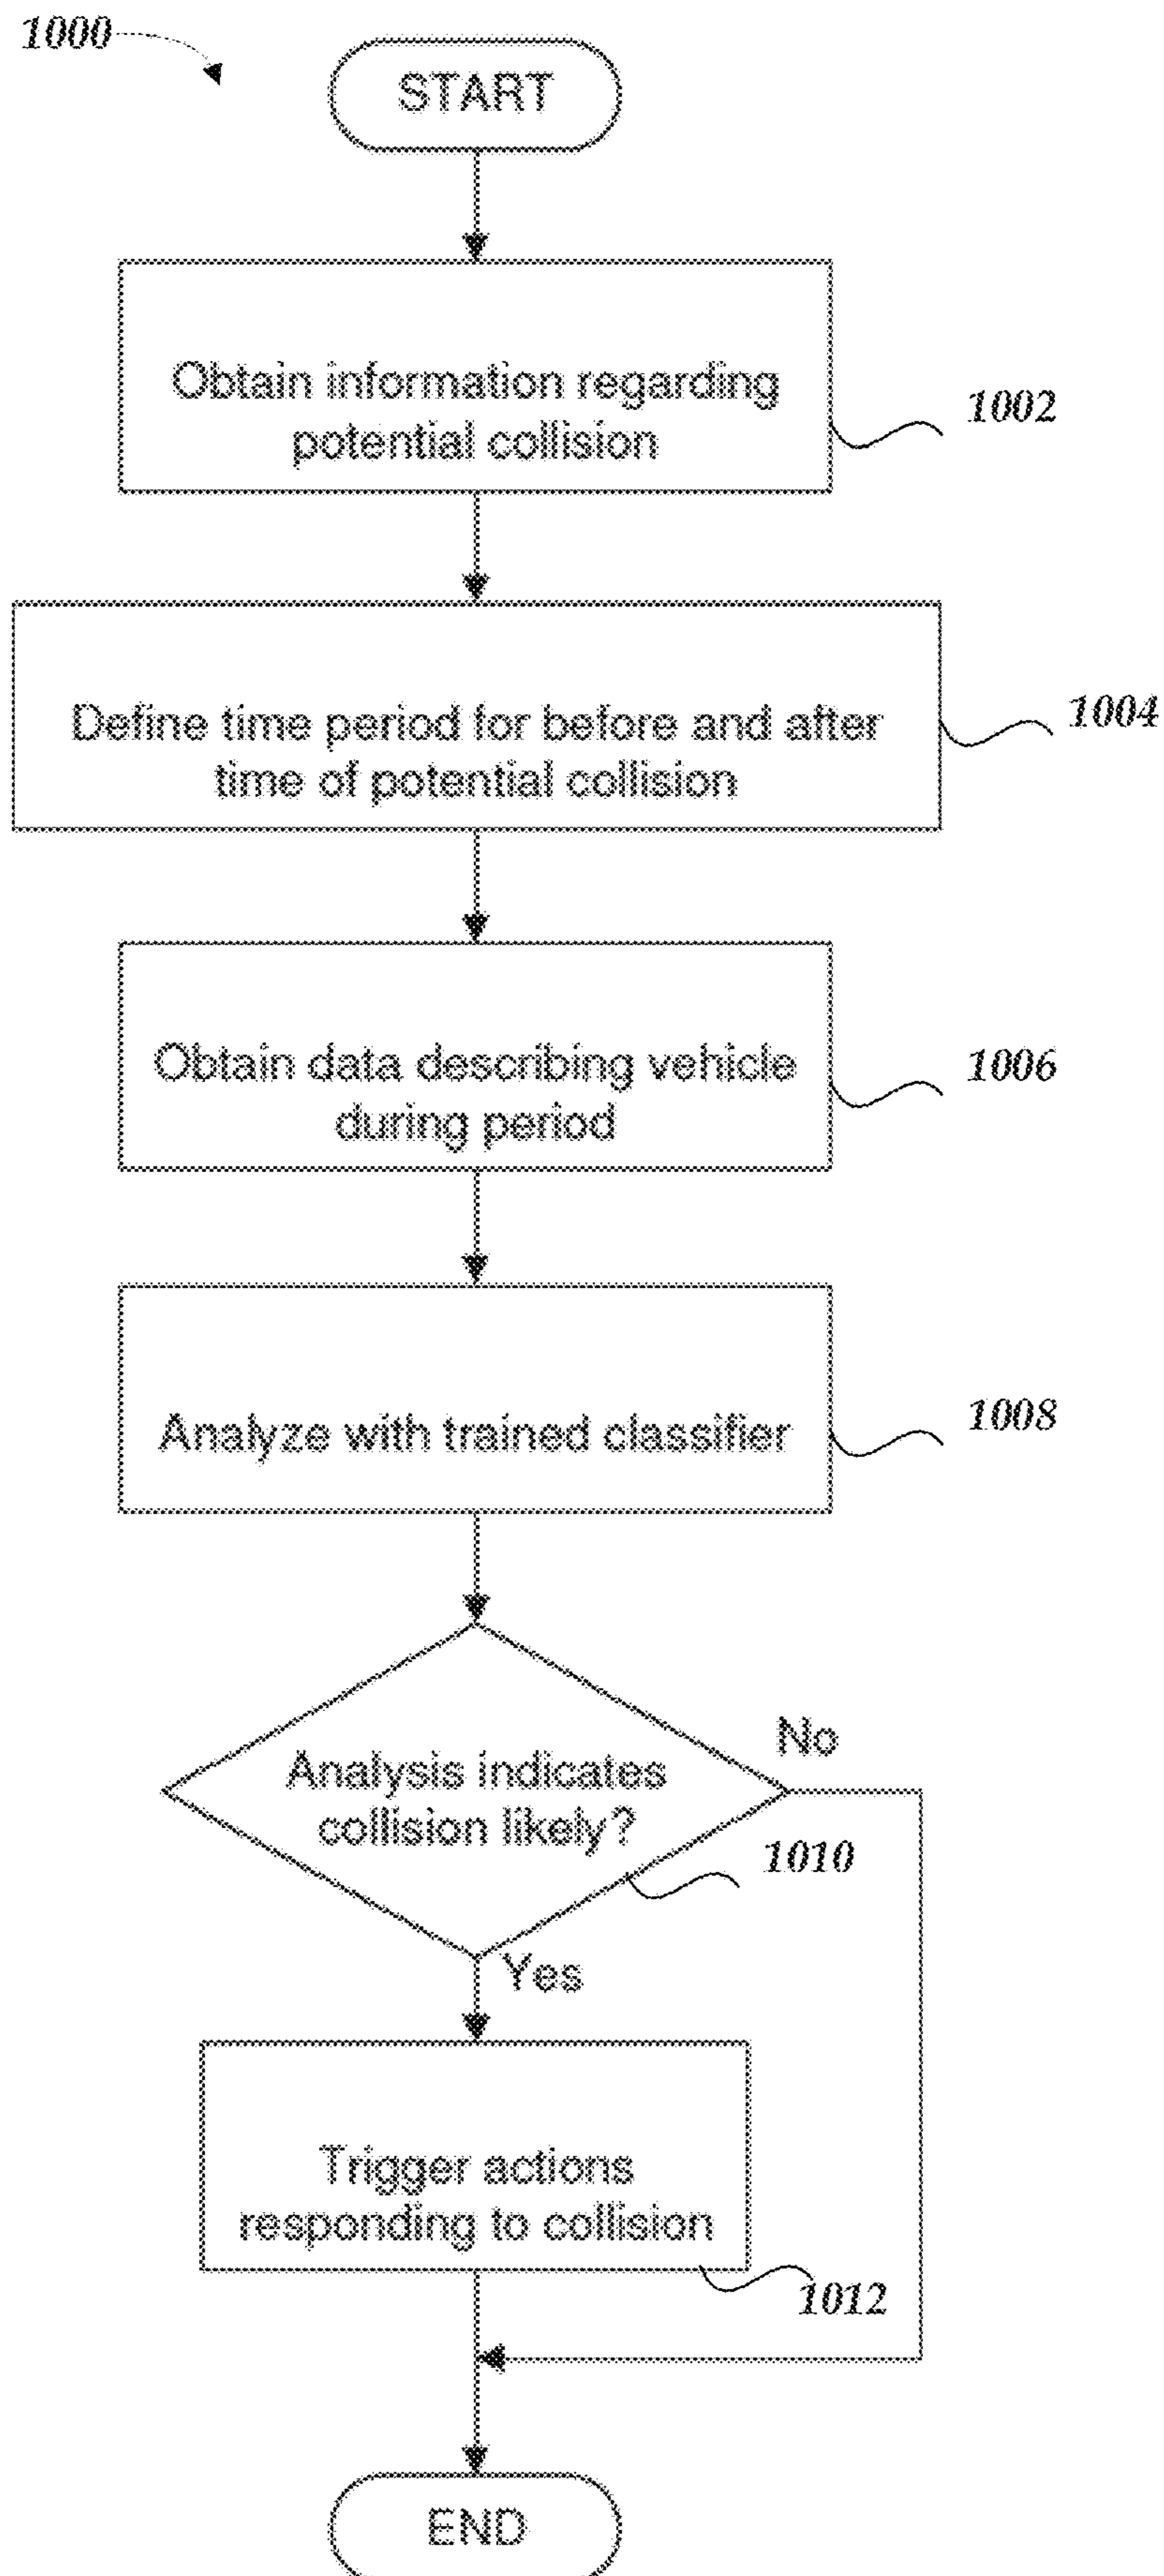 1000
START
Obtain information regarding
potential collision
1002
Define time period for before and after
time of potential collision
1004
Obtain data describing vehicle
during period
1006
Analyze with trained classifier
1008
Analysis indicates
collision likely?
No
1010
Yes
Trigger actions
responding to collision
1012
END